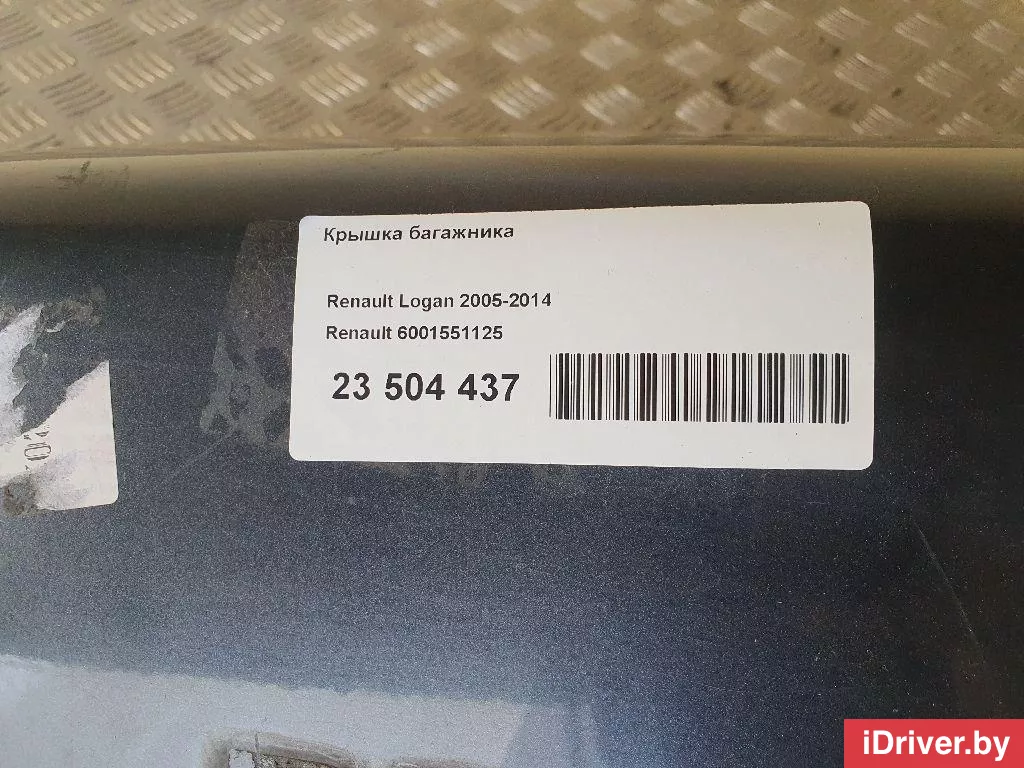 Крышка багажника
Renault Logan 2005-2014
Renault 6001551125
23 504 437
iDriver.by